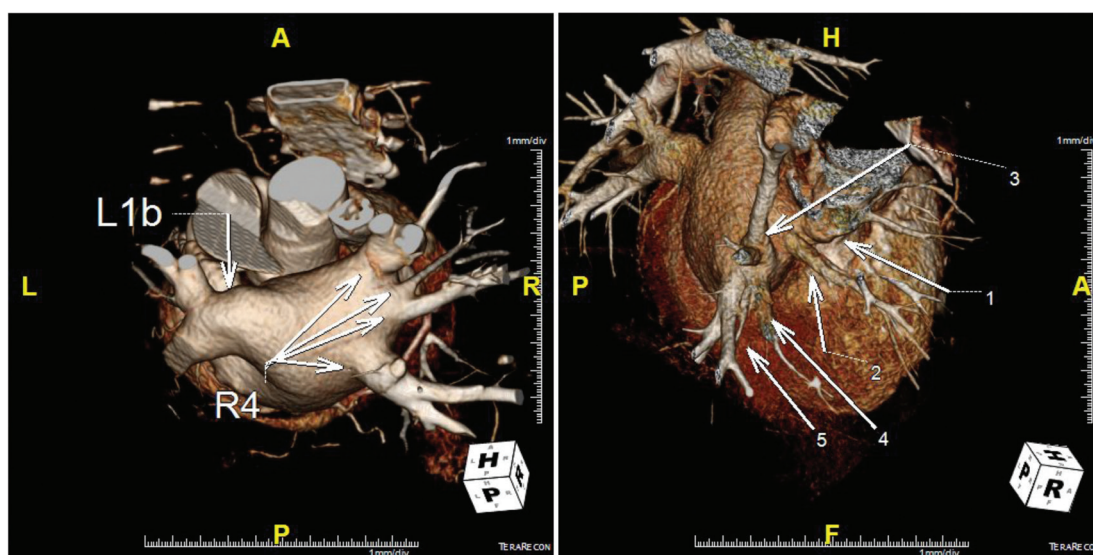 A
1mm/div
L1b
L
R
R4
H
P
P
1mm/div
TERARECON
H
1mm/div
3
P
A
1
2
5
4
P
R
F
1mm/div
TERARECON